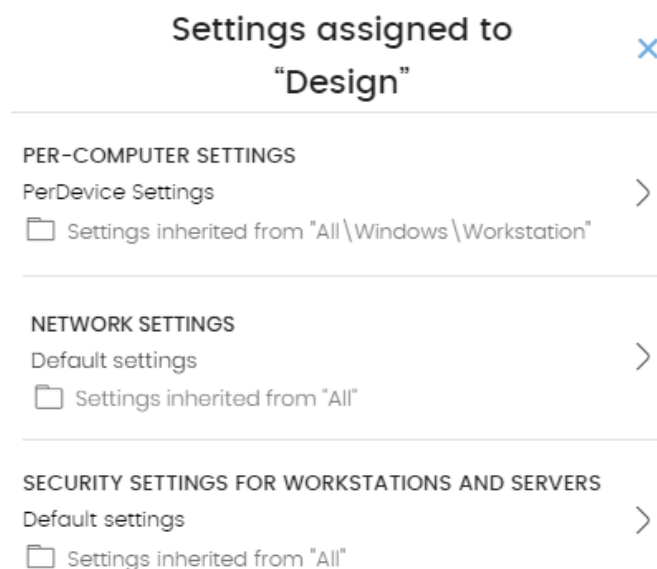 Settings assigned to
“Design”
PER-COMPUTER SETTINGS
PerDevice Settings
Settings inherited from "All\Windows\Workstation"
NETWORK SETTINGS
Default settings
Settings inherited from "All"
SECURITY SETTINGS FOR WORKSTATIONS AND SERVERS
Default settings
Settings inherited from "All"